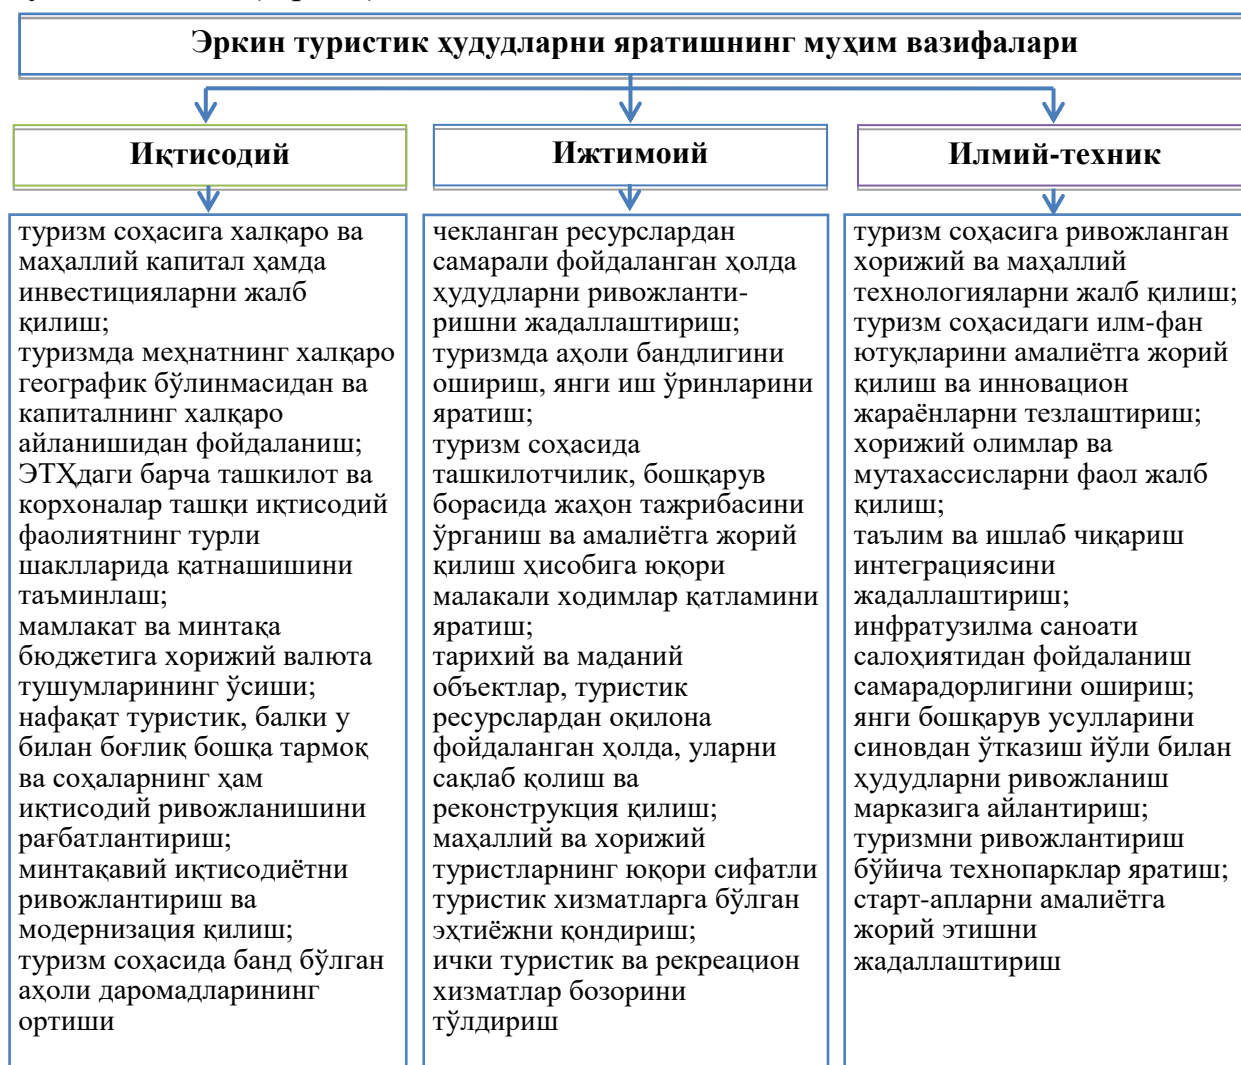 Эркин туристик ҳудудларни яратишнинг муҳим вазифалари
Иқтисодий
туризм соҳасига халқаро ва
маҳаллий капитал ҳамда
инвестицияларни жалб
қилиш;
туризмда меҳнатнинг халқаро
географик бўлинмасидан ва
капиталнинг халқаро
айланишидан фойдаланиш;
ЭТҲдаги барча ташкилот ва
корхоналар ташқи иқтисодий
фаолиятнинг турли
шаклларида қатнашишини
таъминлаш;
мамлакат ва минтақа
бюджетига хорижий валюта
тушумларининг ўсиши;
нафақат туристик, балки у
билан боғлиқ бошқа тармоқ
ва соҳаларнинг ҳам
иқтисодий ривожланишини
рағбатлантириш;
минтақавий иқтисодиётни
ривожлантириш ва
модернизация қилиш;
туризм соҳасида банд бўлган
аҳоли даромадларининг
ортиши
Ижтимоий
чекланган ресурслардан
самарали фойдаланган ҳолда
ҳудудларни ривожланти-
ришни жадаллаштириш;
туризмда аҳоли бандлигини
ошириш, янги иш ўринларини
яратиш;
туризм соҳасида
ташкилотчилик, бошқарув
борасида жаҳон тажрибасини
ўрганиш ва амалиётга жорий
қилиш ҳисобига юқори
малакали ходимлар қатламини
яратиш;
тарихий ва маданий
объектлар, туристик
ресурслардан оқилона
фойдаланган ҳолда, уларни
сақлаб қолиш ва
реконструкция қилиш;
маҳаллий ва хорижий
туристларнинг юқори сифатли
туристик хизматларга бўлган
эҳтиёжни қондириш;
ички туристик ва рекреацион
хизматлар бозорини
тўлдириш
Илмий-техник
туризм соҳасига ривожланган
хорижий ва маҳаллий
технологияларни жалб қилиш;
туризм соҳасидаги илм-фан
ютуқларини амалиётга жорий
қилиш ва инновацион
жараёнларни тезлаштириш;
хорижий олимлар ва
мутахассисларни фаол жалб
қилиш;
таълим ва ишлаб чиқариш
интеграциясини
жадаллаштириш;
инфратузилма саноати
салоҳиятидан фойдаланиш
самарадорлигини ошириш;
янги бошқарув усулларини
синовдан ўтказиш йўли билан
ҳудудларни ривожланиш
марказига айлантириш;
туризмни ривожлантириш
бўйича технопарклар яратиш;
старт-апларни амалиётга
жорий этишни
жадаллаштириш